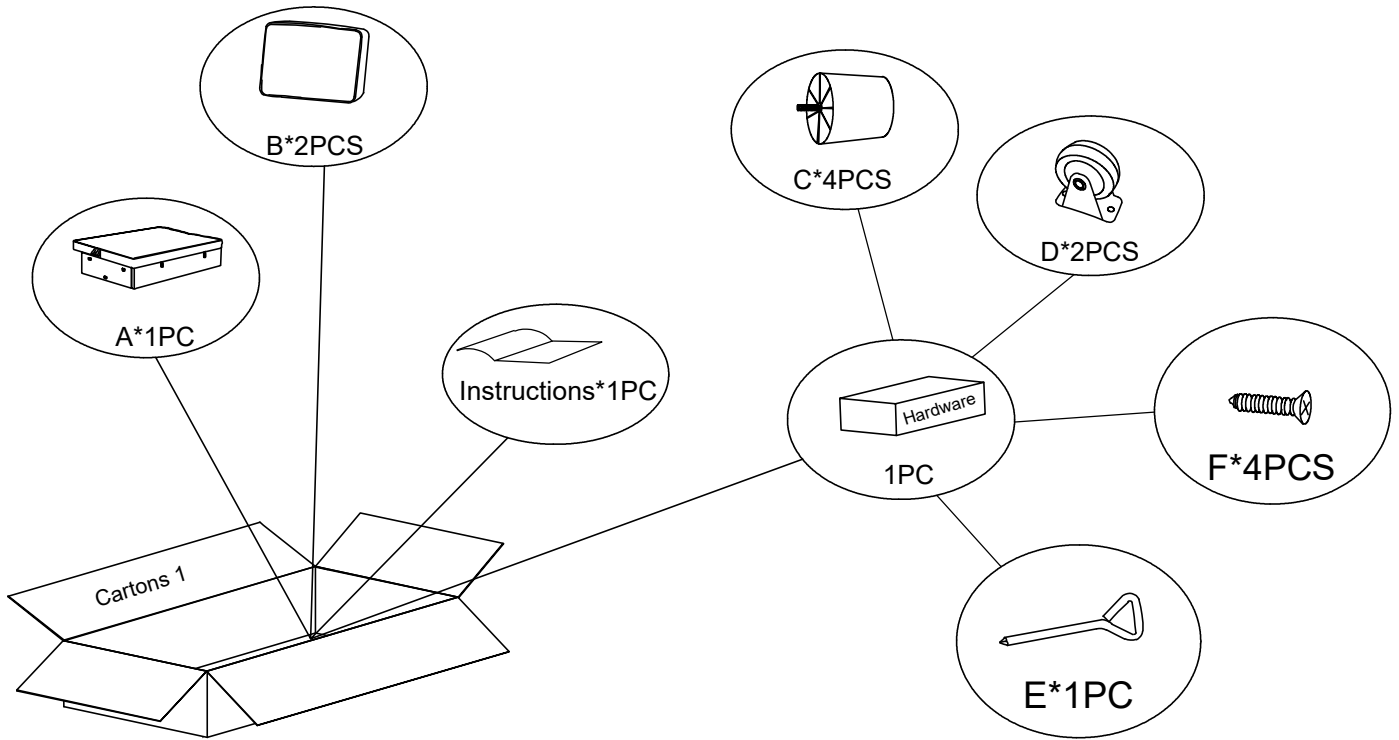 B*2PCS
C*4PCS
D*2PCS
A*1PC
Instructions*1PC
Hardware
1PC
F*4PCS
Cartons 1
E*1PC